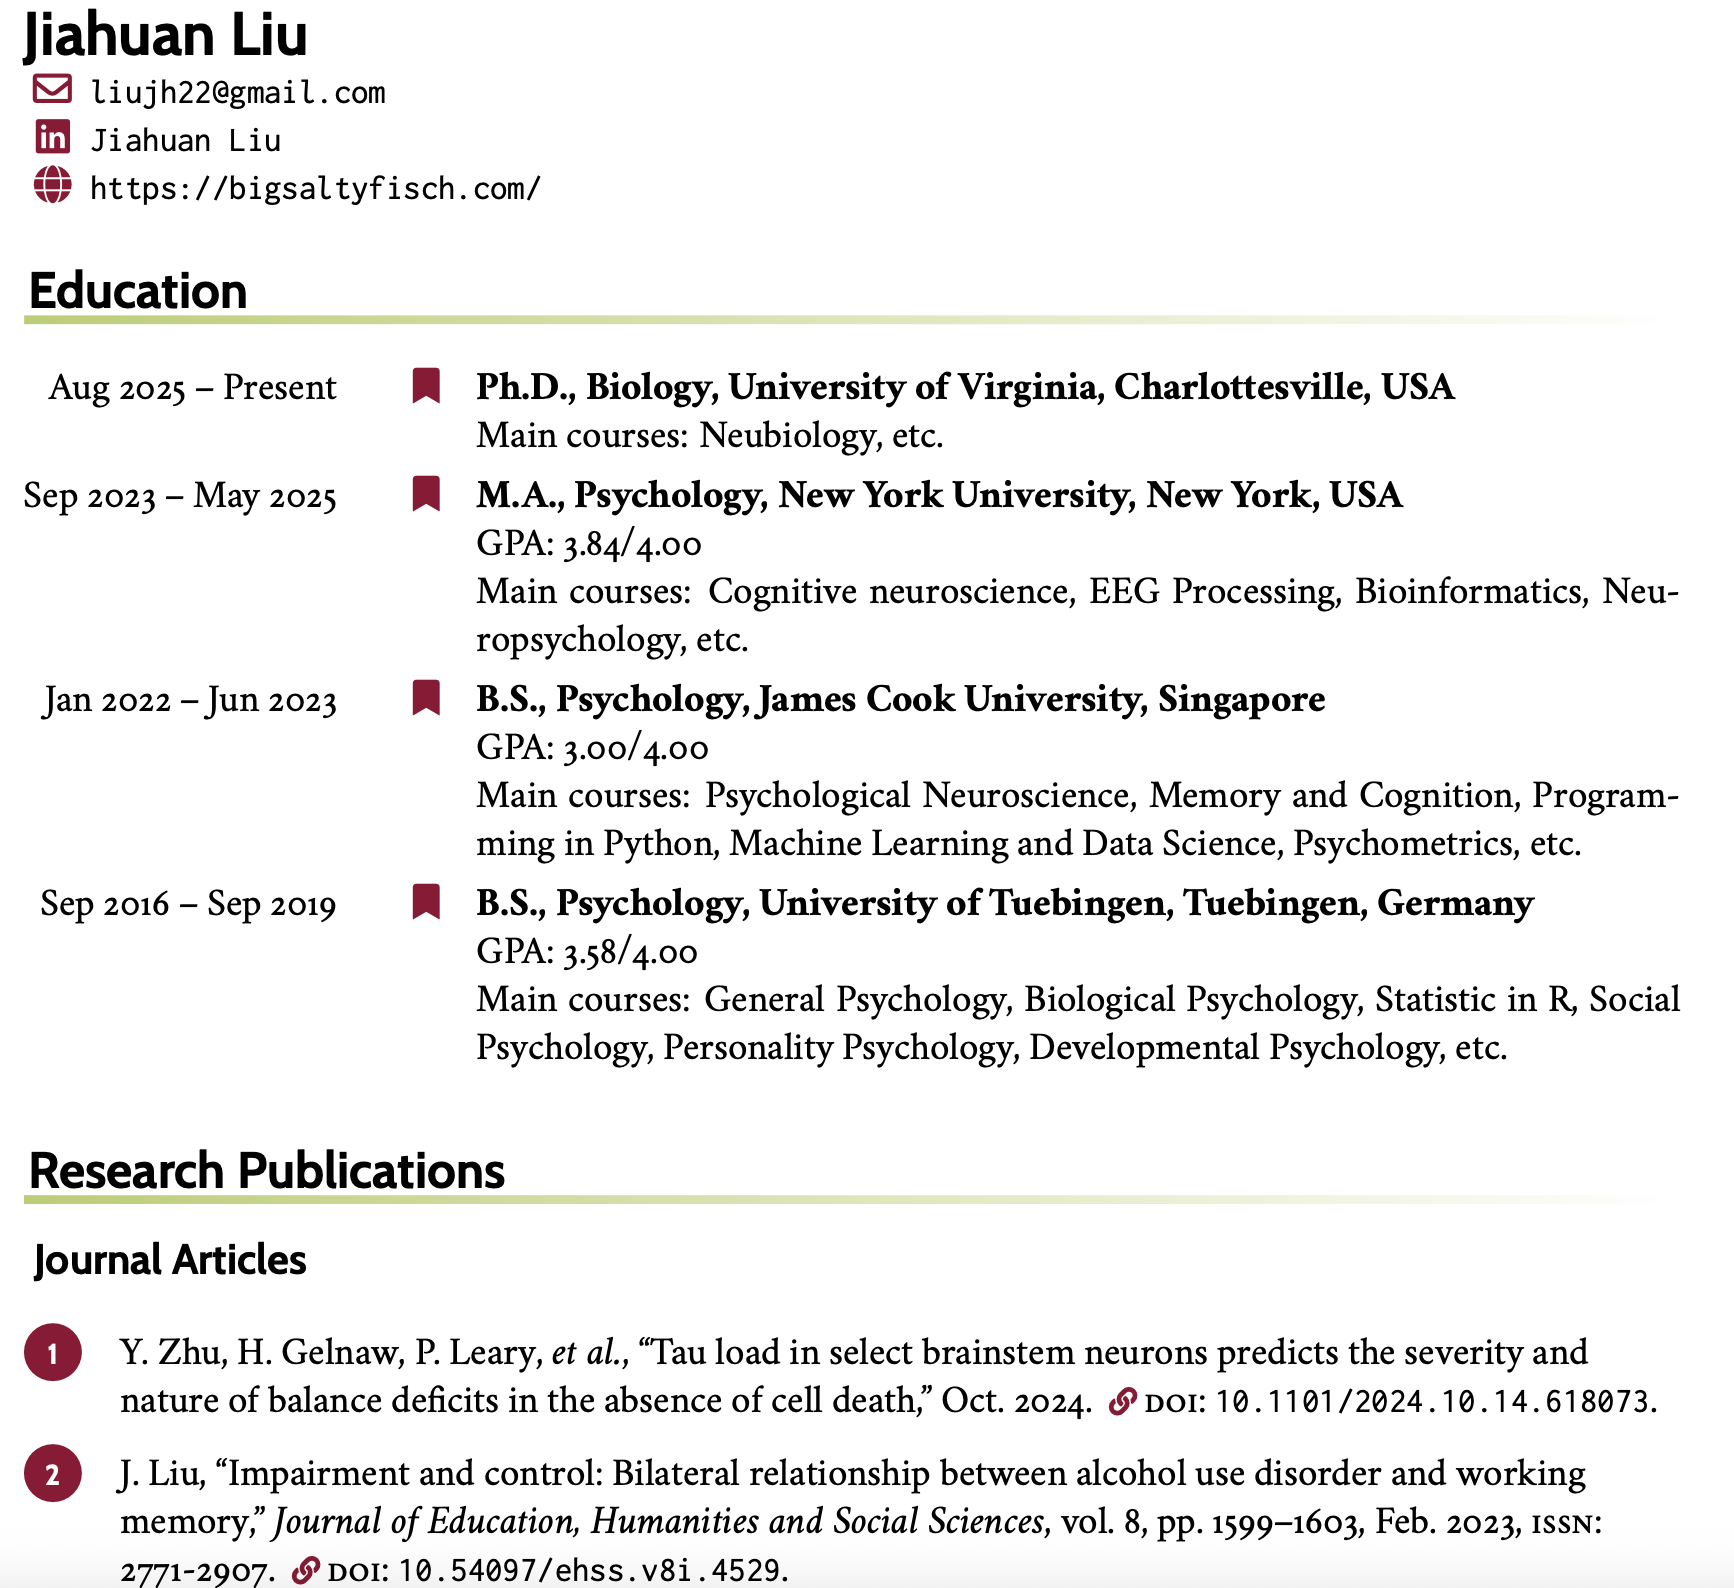 Jiahuan Liu
liujh22@gmail.com
in Jiahuan Liu
https://bigsaltyfisch.com/
Education
Aug 2025 – Present Ph.D., Biology, University of Virginia, Charlottesville, USA
Main courses: Neubiology, etc.
Sep 2023 – May 2025 M.A., Psychology, New York University, New York, USA
GPA: 3.84/4.00
Main courses: Cognitive neuroscience, EEG Processing, Bioinformatics, Neu-
ropsychology, etc.
Jan 2022 – Jun 2023 B.S., Psychology, James Cook University, Singapore
GPA: 3.00/4.00
Main courses: Psychological Neuroscience, Memory and Cognition, Program-
ming in Python, Machine Learning and Data Science, Psychometrics, etc.
Sep 2016 – Sep 2019 B.S., Psychology, University of Tuebingen, Tuebingen, Germany
GPA: 3.58/4.00
Main courses: General Psychology, Biological Psychology, Statistic in R, Social
Psychology, Personality Psychology, Developmental Psychology, etc.
Research Publications
Journal Articles
1 Y. Zhu, H. Gelnaw, P. Leary, et al., “Tau load in select brainstem neurons predicts the severity and
nature of balance deficits in the absence of cell death,” Oct. 2024. DOI: 10.1101/2024.10.14.618073.
2 J. Liu, “Impairment and control: Bilateral relationship between alcohol use disorder and working
memory,” Journal of Education, Humanities and Social Sciences, vol. 8, pp. 1599–1603, Feb. 2023, ISSN:
2771-2907. DOI: 10.54097/ehss.v8i.4529.